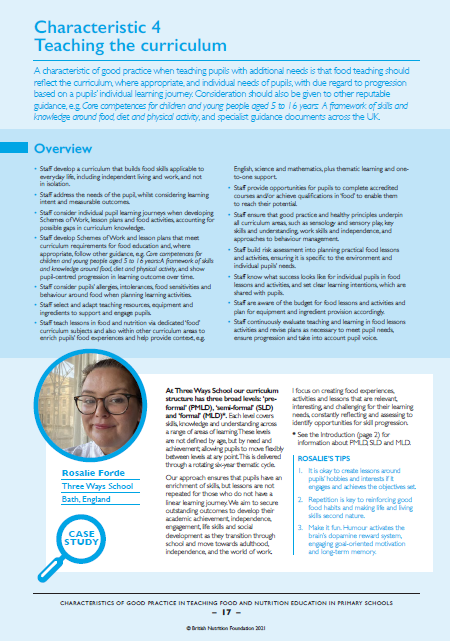 Characteristic 4
Teaching the curriculum
A characteristic of good practice when teaching pupils with additional needs is that food teaching should
reflect the curriculum, where appropriate, and individual needs of pupils, with due regard to progression
based on a pupils' individual learning journey. Consideration should also be given to other reputable
guidance, e.g. Core competences for children and young people aged 5 to 16 years: A framework of skills and
knowledge around food, diet and physical activity, and specialist guidance documents across the UK.
Overview
• Staff develop a curriculum that builds food skills applicable to
everyday life, including independent living and work, and not
in isolation.
• Staff address the needs of the pupil, whilst considering learning
intent and measurable outcomes.
• Staff consider individual pupil learning journeys when developing
Schemes of Work, lesson plans and food activities, accounting for
possible gaps in curriculum knowledge.
• Staff develop Schemes of Work and lesson plans that meet
curriculum requirements for food education, and where
appropriate, follow other guidance, e.g. Core competences for
children and young people aged 5 to 16 years: A framework of skills
and knowledge around food, diet and physical activity, and show
pupil-centred progression in learning outcome over time.
• Staff consider pupils' allergies, intolerances, food sensitivities and
behaviour around food when planning learning activities.
• Staff select and adapt teaching resources, equipment and
ingredients to support and engage pupils.
• Staff teach lessons in food and nutrition via dedicated 'food'
curriculum subjects and also within other curriculum areas to
enrich pupils' food experiences and help provide context, e.g.
English, science and mathematics, plus thematic learning and one-
to-one support.
• Staff provide opportunities for pupils to complete accredited
courses and/or achieve qualifications in 'food' to enable them
to reach their potential.
• Staff ensure that good practice and healthy principles underpin
all curriculum areas, such as sensology and sensory play, key
skills and understanding, work skills and independence, and
approaches to behaviour management.
• Staff build risk assessment into planning practical food lessons
and activities, ensuring it is specific to the environment and
individual pupils' needs.
• Staff know what success looks like for individual pupils in food
lessons and activities, and set clear learning intentions, which are
shared with pupils.
• Staff are aware of the budget for food lessons and activities and
plan for equipment and ingredient provision accordingly.
• Staff continuously evaluate teaching and learning in food lessons
activities and revise plans as necessary to meet pupil needs,
ensure progression and take into account pupil voice.
Rosalie Forde
Three Ways School
Bath, England
CASE
STUDY
At Three Ways School our curriculum
structure has three broad levels: 'pre-
formal' (PMLD), 'semi-formal' (SLD)
and 'formal' (MLD)*. Each level covers
skills, knowledge and understanding across
a range of areas of learning. These levels
are not defined by age, but by need and
achievement; allowing pupils to move flexibly
between levels at any point. This is delivered
through a rotating six-year thematic cycle.
Our approach ensures that pupils have an
enrichment of skills, but lessons are not
repeated for those who do not have a
linear learning journey. We aim to secure
outstanding outcomes to develop their
academic achievement, independence,
engagement, life skills and social
development as they transition through
school and move towards adulthood,
independence, and the world of work.
I focus on creating food experiences,
activities and lessons that are relevant,
interesting, and challenging for their learning
needs, constantly reflecting and assessing to
identify opportunities for skill progression.
* See the Introduction (page 2) for
information about PMLD, SLD and MLD.
ROSALIE'S TIPS
1. It is okay to create lessons around
pupils' hobbies and interests if it
engages and achieves the objectives set.
2. Repetition is key to reinforcing good
food habits and making life and living
skills second nature.
3. Make it fun. Humour activates the
brain's dopamine reward system,
engaging goal-oriented motivation
and long-term memory.
CHARACTERISTICS OF GOOD PRACTICE IN TEACHING FOOD AND NUTRITION EDUCATION IN PRIMARY SCHOOLS
– 17 –
© British Nutrition Foundation 2021